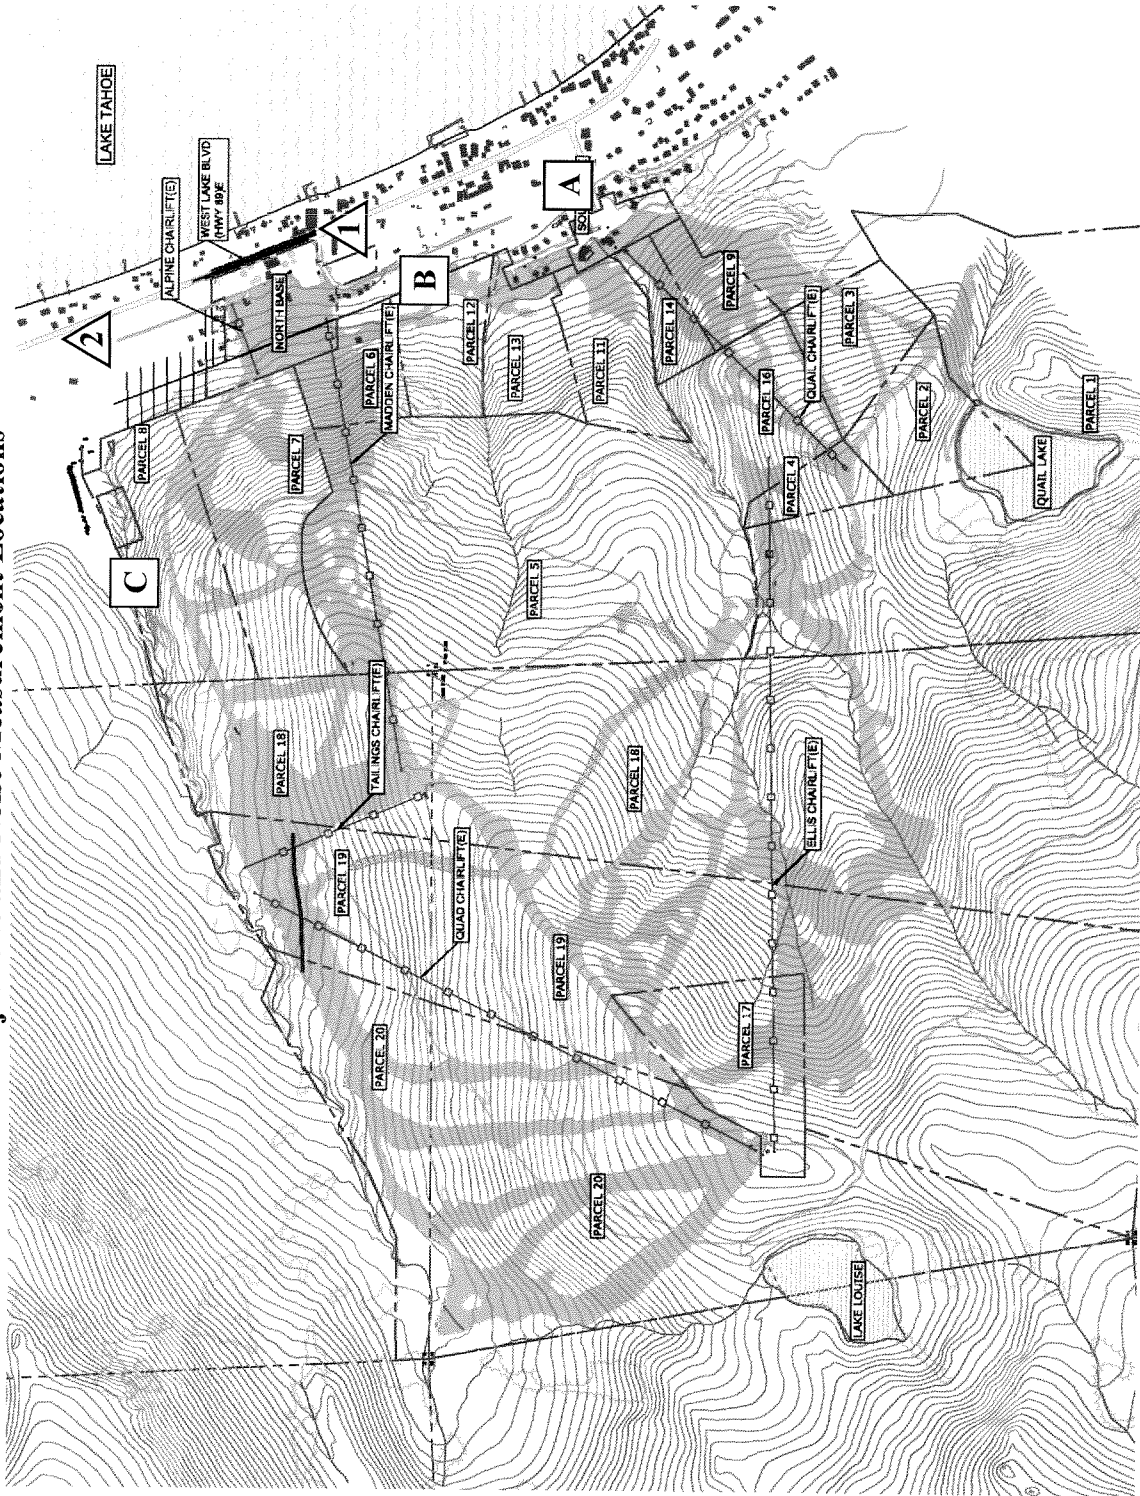 LAKE TAHOE
WEST LAKE BLVD
(HWY 89)E
ALPINE CHAIRLIFT(E)
1
2
A
B
C
NORTH BASE
PARCEL 6
MADDEN CHAIRLIFT(E)
PARCEL 12
PARCEL 13
PARCEL 11
PARCEL 14
PARCEL 9
PARCEL 16
QUAIL CHAIRLIFT(E)
PARCEL 3
PARCEL 2
PARCEL 1
QUAIL LAKE
PARCEL 4
PARCEL 8
PARCEL 7
PARCEL 5
TAILINGS CHAIRLIFT(E)
PARCEL 18
PARCEL 18
ELLIS CHAIRLIFT(E)
PARCEL 19
QUAD CHAIRLIFT(E)
PARCEL 19
PARCEL 17
PARCEL 20
PARCEL 20
LAKE LOUISE